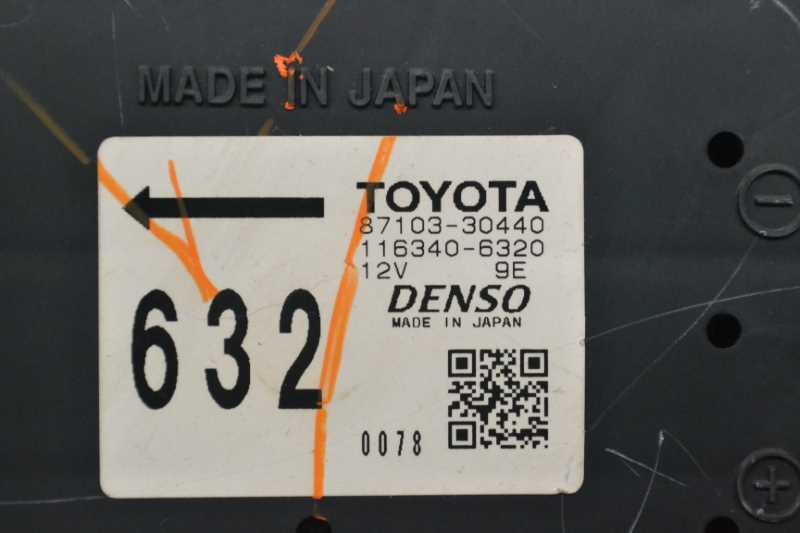 MADE IN JAPAN
TOYOTA
87103-30440
116340-6320
12V 9E
DENSO
MADE IN JAPAN
632
0078